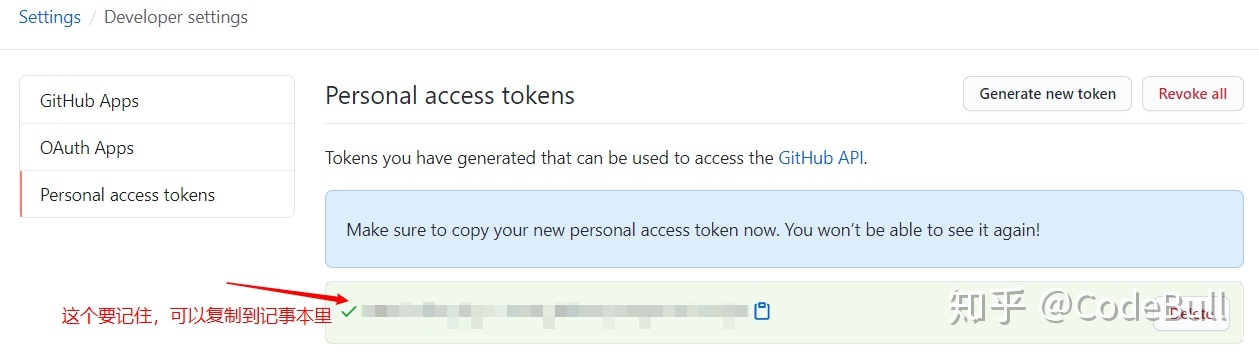 Settings / Developer settings
GitHub Apps
OAuth Apps
Personal access tokens
Personal access tokens
Generate new token
Revoke all
Tokens you have generated that can be used to access the GitHub API.
Make sure to copy your new personal access token now. You won't be able to see it again!
这个要记住，可以复制到记事本里
Delete
知乎 @CodeBull